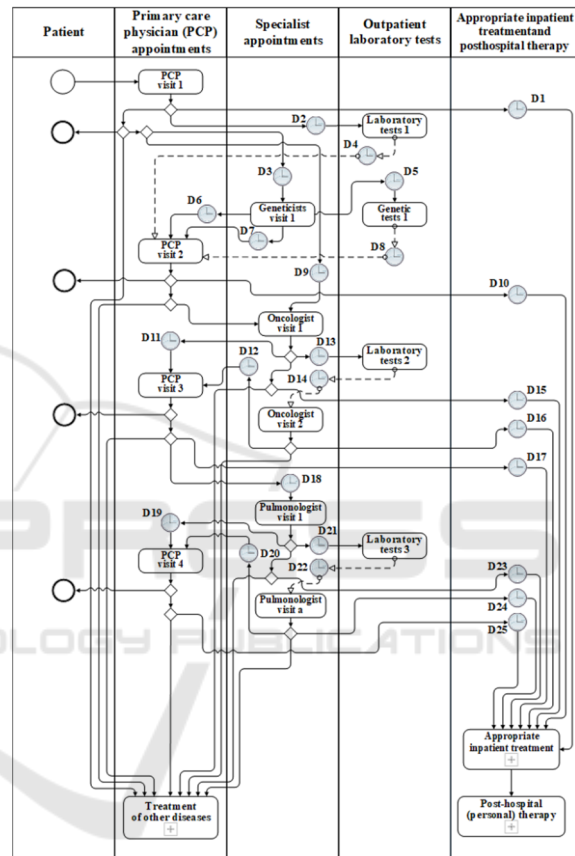 Patient
Primary care
physician (PCP)
appointments
Specialist
appointments
Outpatient
laboratory tests
Appropriate inpatient
treatmentand
posthospital therapy
PCP
visit 1
D1
D2
Laboratory
tests 1
D4
D3
D5
D6
Geneticists
visit 1
Genetic
tests 1
D7
PCP
visit 2
D8
D9
D10
Oncologist
visit 1
D11
D12
D13
Laboratory
tests 2
D14
PCP
visit 3
D15
Oncologist
visit 2
D16
D17
D18
Pulmonologist
visit 1
D19
D21
Laboratory
tests 3
D20
PCP
visit 4
D22
D23
Pulmonologist
visit a
D24
D25
Appropriate
inpatient treatment
Treatment
of other diseases
Post-hospital
(personal) therapy
PRESS
OLOGY PUBLICATIONS